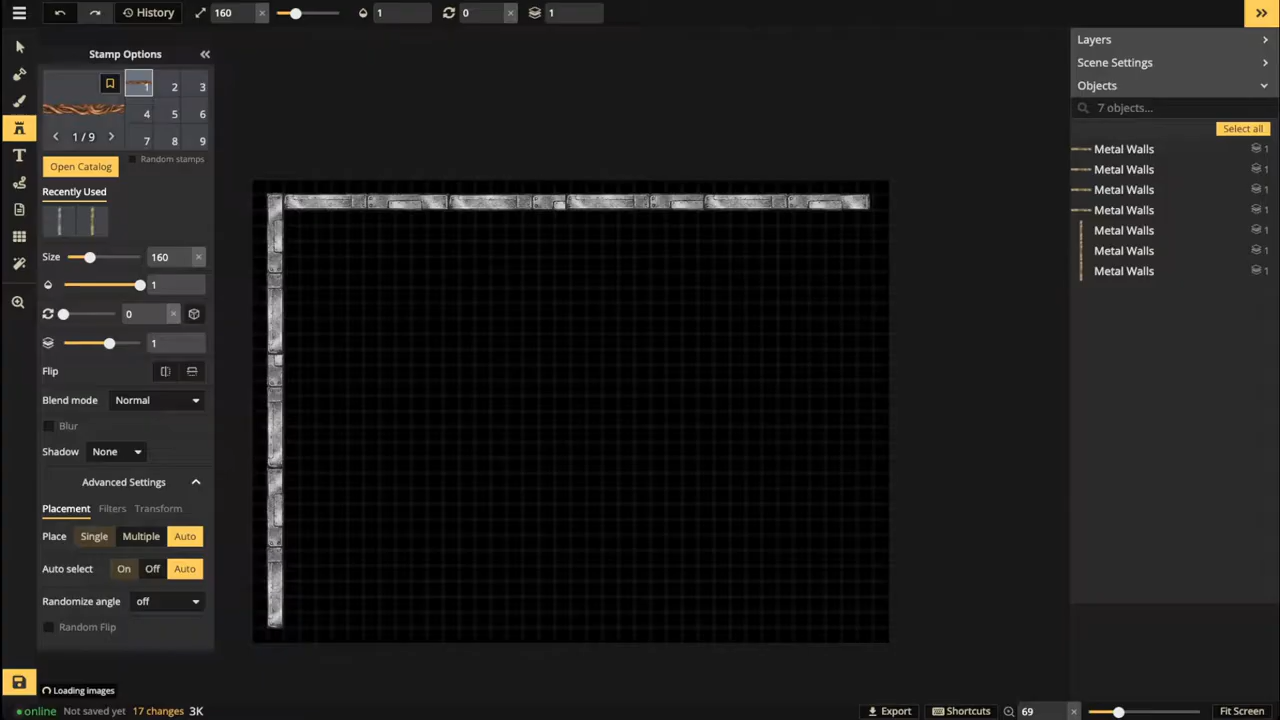 History
160
1
0
1
Stamp Options
1 2 3
4 5 6
7 8 9
1 / 9
Open Catalog
Random stamps
Recently Used
Size
160
1
0
1
Flip
Blend mode
Normal
Blur
Shadow
None
Advanced Settings
Placement
Filters
Transform
Place
Single
Multiple
Auto
Auto select
On
Off
Auto
Randomize angle
off
Random Flip
Loading images
online
Not saved yet
17 changes
3K
Layers
Scene Settings
Objects
7 objects...
Select all
Metal Walls 1
Metal Walls 1
Metal Walls 1
Metal Walls 1
Metal Walls 1
Metal Walls 1
Metal Walls 1
Export
Shortcuts
69
Fit Screen